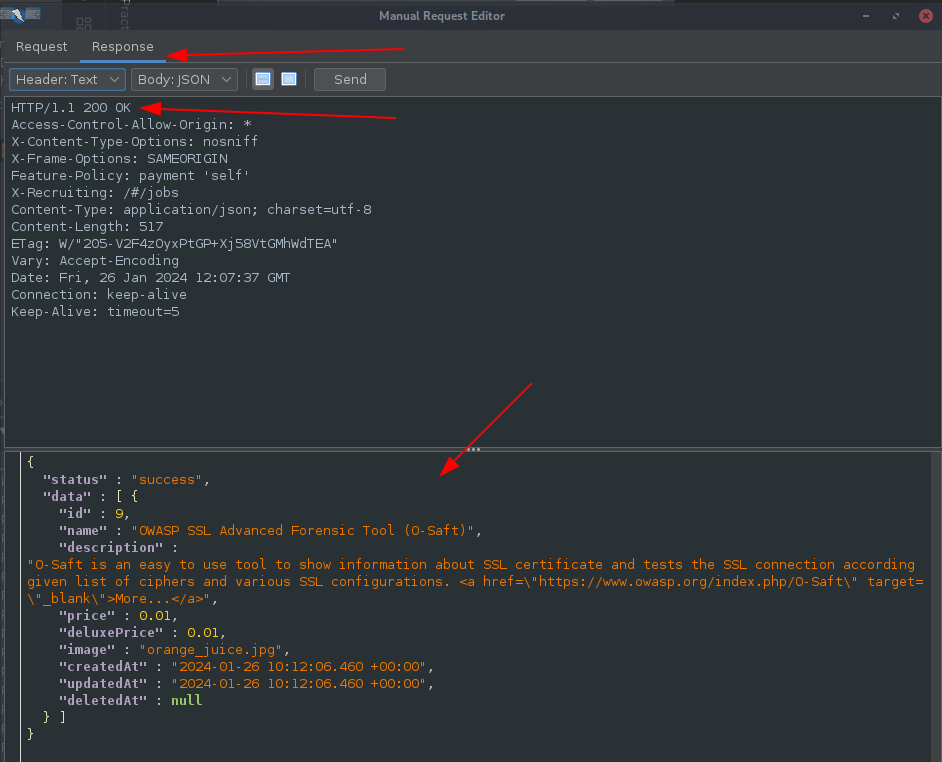 Manual Request Editor
Request Response
Header: Text Body: JSON Send
HTTP/1.1 200 OK
Access-Control-Allow-Origin: *
X-Content-Type-Options: nosniff
X-Frame-Options: SAMEORIGIN
Feature-Policy: payment 'self'
X-Recruiting: /#/jobs
Content-Type: application/json; charset=utf-8
Content-Length: 517
ETag: W/"205-V2F4zOyxPtGP+Xj58VtGMhWdTEA"
Vary: Accept-Encoding
Date: Fri, 26 Jan 2024 12:07:37 GMT
Connection: keep-alive
Keep-Alive: timeout=5
{
"status" : "success",
"data" : [ {
"id" : 9,
"name" : "OWASP SSL Advanced Forensic Tool (O-Saft)",
"description" :
"O-Saft is an easy to use tool to show information about SSL certificate and tests the SSL connection according
given list of ciphers and various SSL configurations. <a href=\"https://www.owasp.org/index.php/O-Saft\" target=
\"_blank\">More...</a>",
"price" : 0.01,
"deluxePrice" : 0.01,
"image" : "orange_juice.jpg",
"createdAt" : "2024-01-26 10:12:06.460 +00:00",
"updatedAt" : "2024-01-26 10:12:06.460 +00:00",
"deletedAt" : null
} ]
}